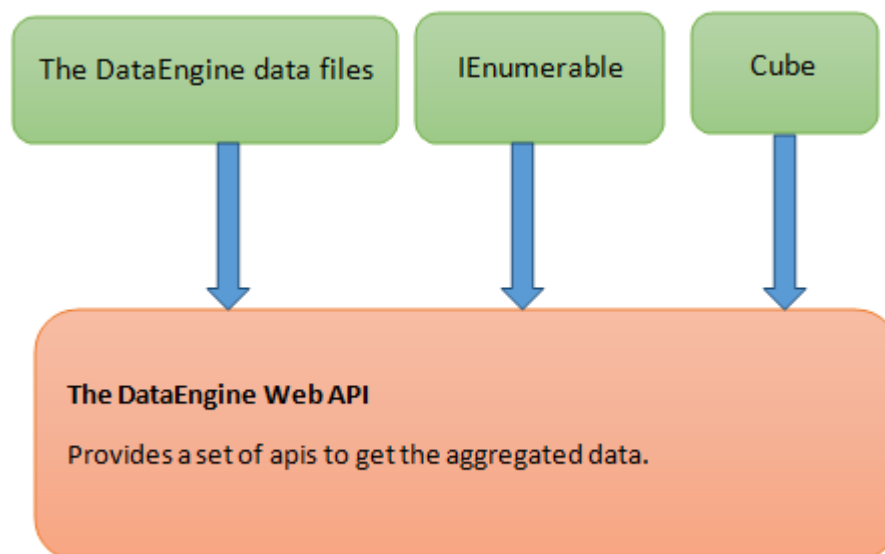 The DataEngine data files
IEnumerable
Cube
The DataEngine Web API
Provides a set of apis to get the aggregated data.